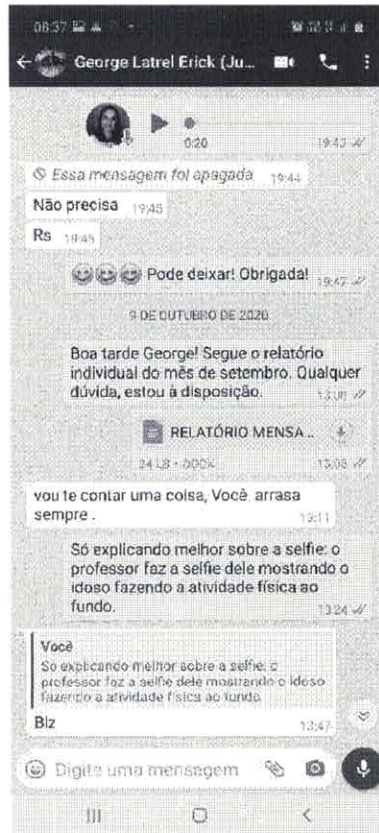 08:37
George Latrel Erick (Ju...
0:20 19:43
Essa mensagem foi apagada 19:44
Não precisa 19:45
Rs 19:45
Pode deixar! Obrigada! 19:47
9 DE OUTUBRO DE 2020
Boa tarde George! Segue o relatório
individual do mês de setembro. Qualquer
dúvida, estou à disposição. 13:08
RELATÓRIO MENSA...
DOCX 13:08
vou te contar uma coisa, Você arrasa
sempre . 13:11
Só explicando melhor sobre a selfie: o
professor faz a selfie dele mostrando o
idoso fazendo a atividade física ao
fundo. 13:24
Você
Só explicando melhor sobre a selfie: o
professor faz a selfie dele mostrando o idoso
fazendo a atividade física ao fundo.
Blz 13:47
Digite uma mensagem